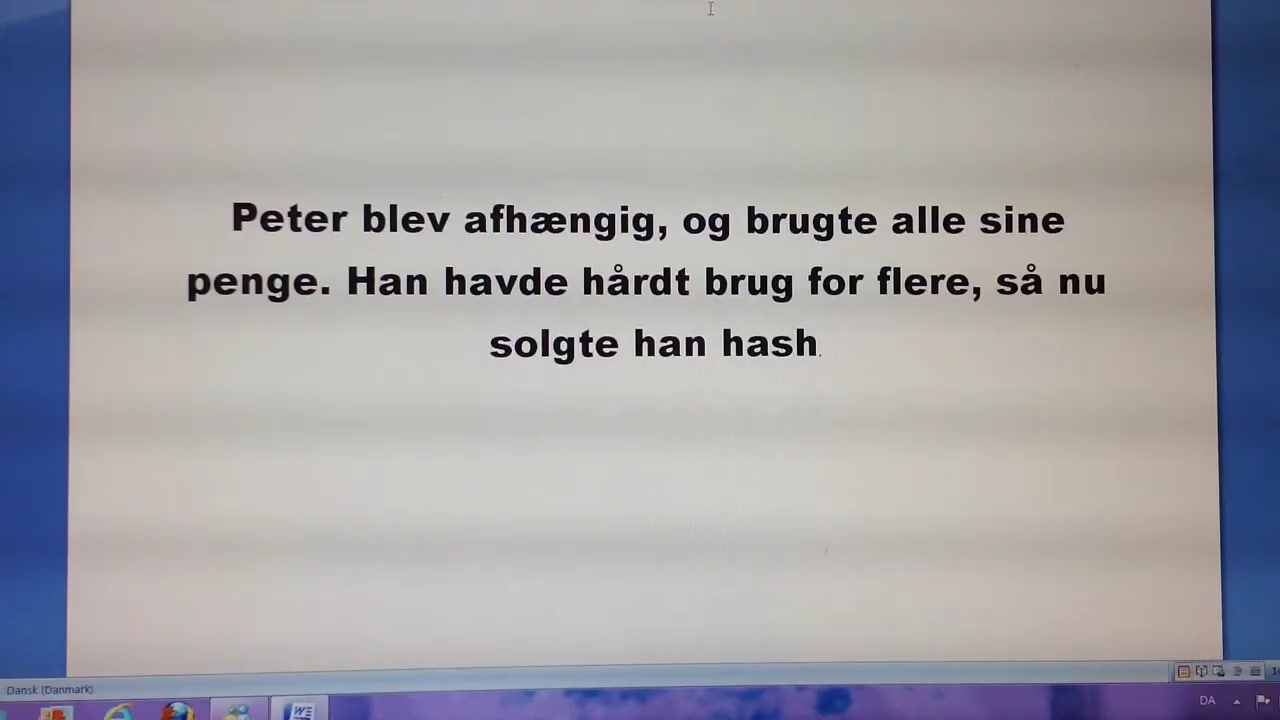 Peter blev afhængig, og brugte alle sine
penge. Han havde hårdt brug for flere, så nu
solgte han hash.
Dansk (Danmark)
DA